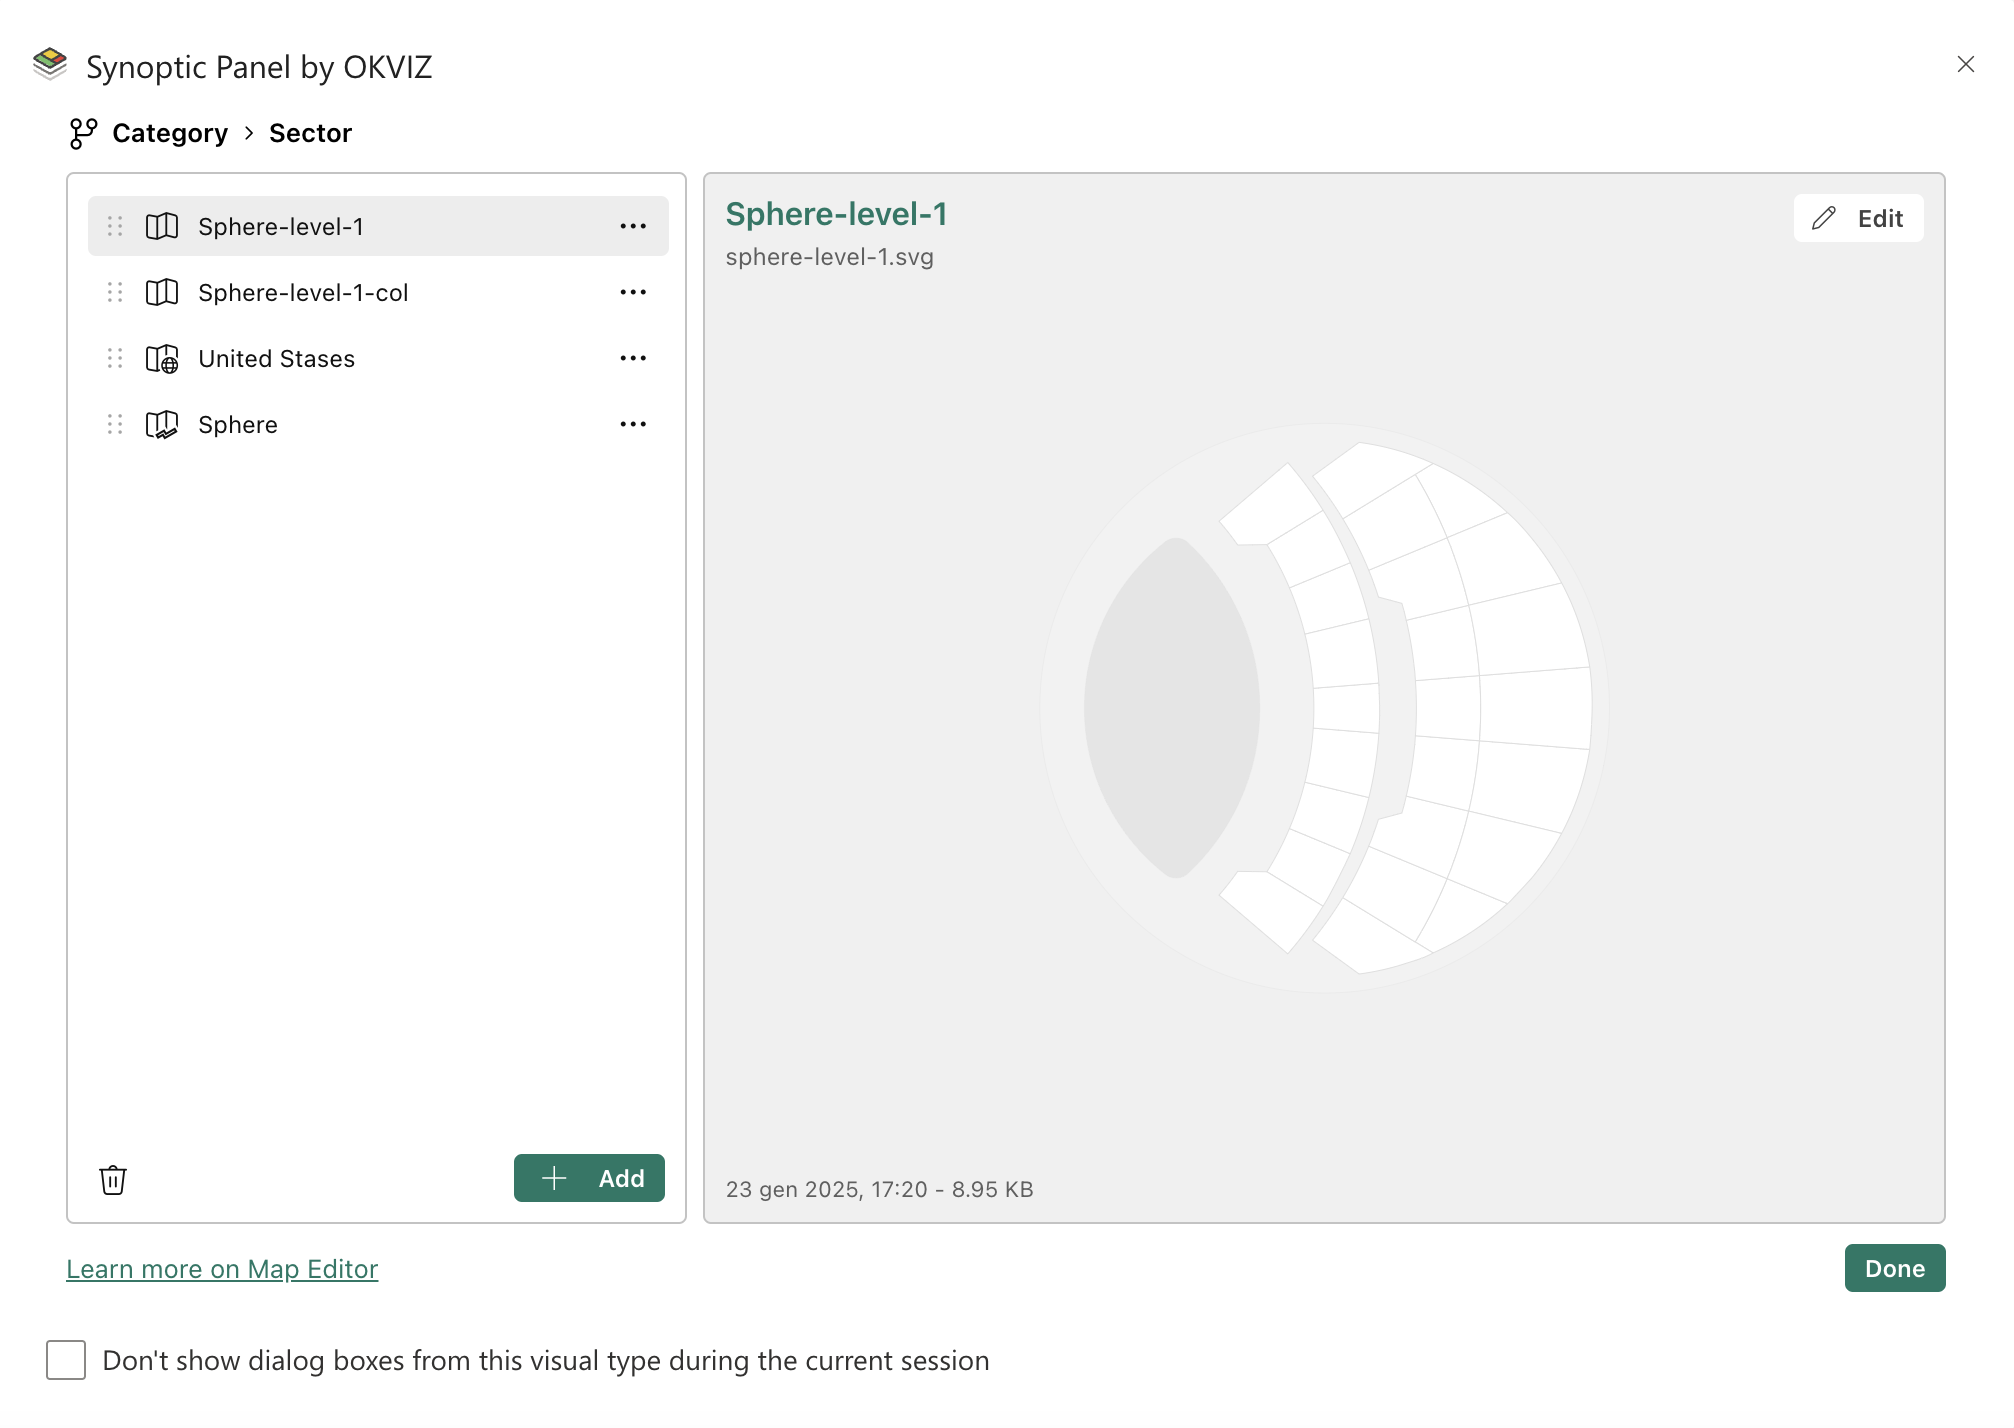 Synoptic Panel by OKVIZ
Category > Sector
Sphere-level-1
Sphere-level-1-col
United Stases
Sphere
Add
Sphere-level-1
sphere-level-1.svg
Edit
23 gen 2025, 17:20 - 8.95 KB
Learn more on Map Editor
Done
Don't show dialog boxes from this visual type during the current session